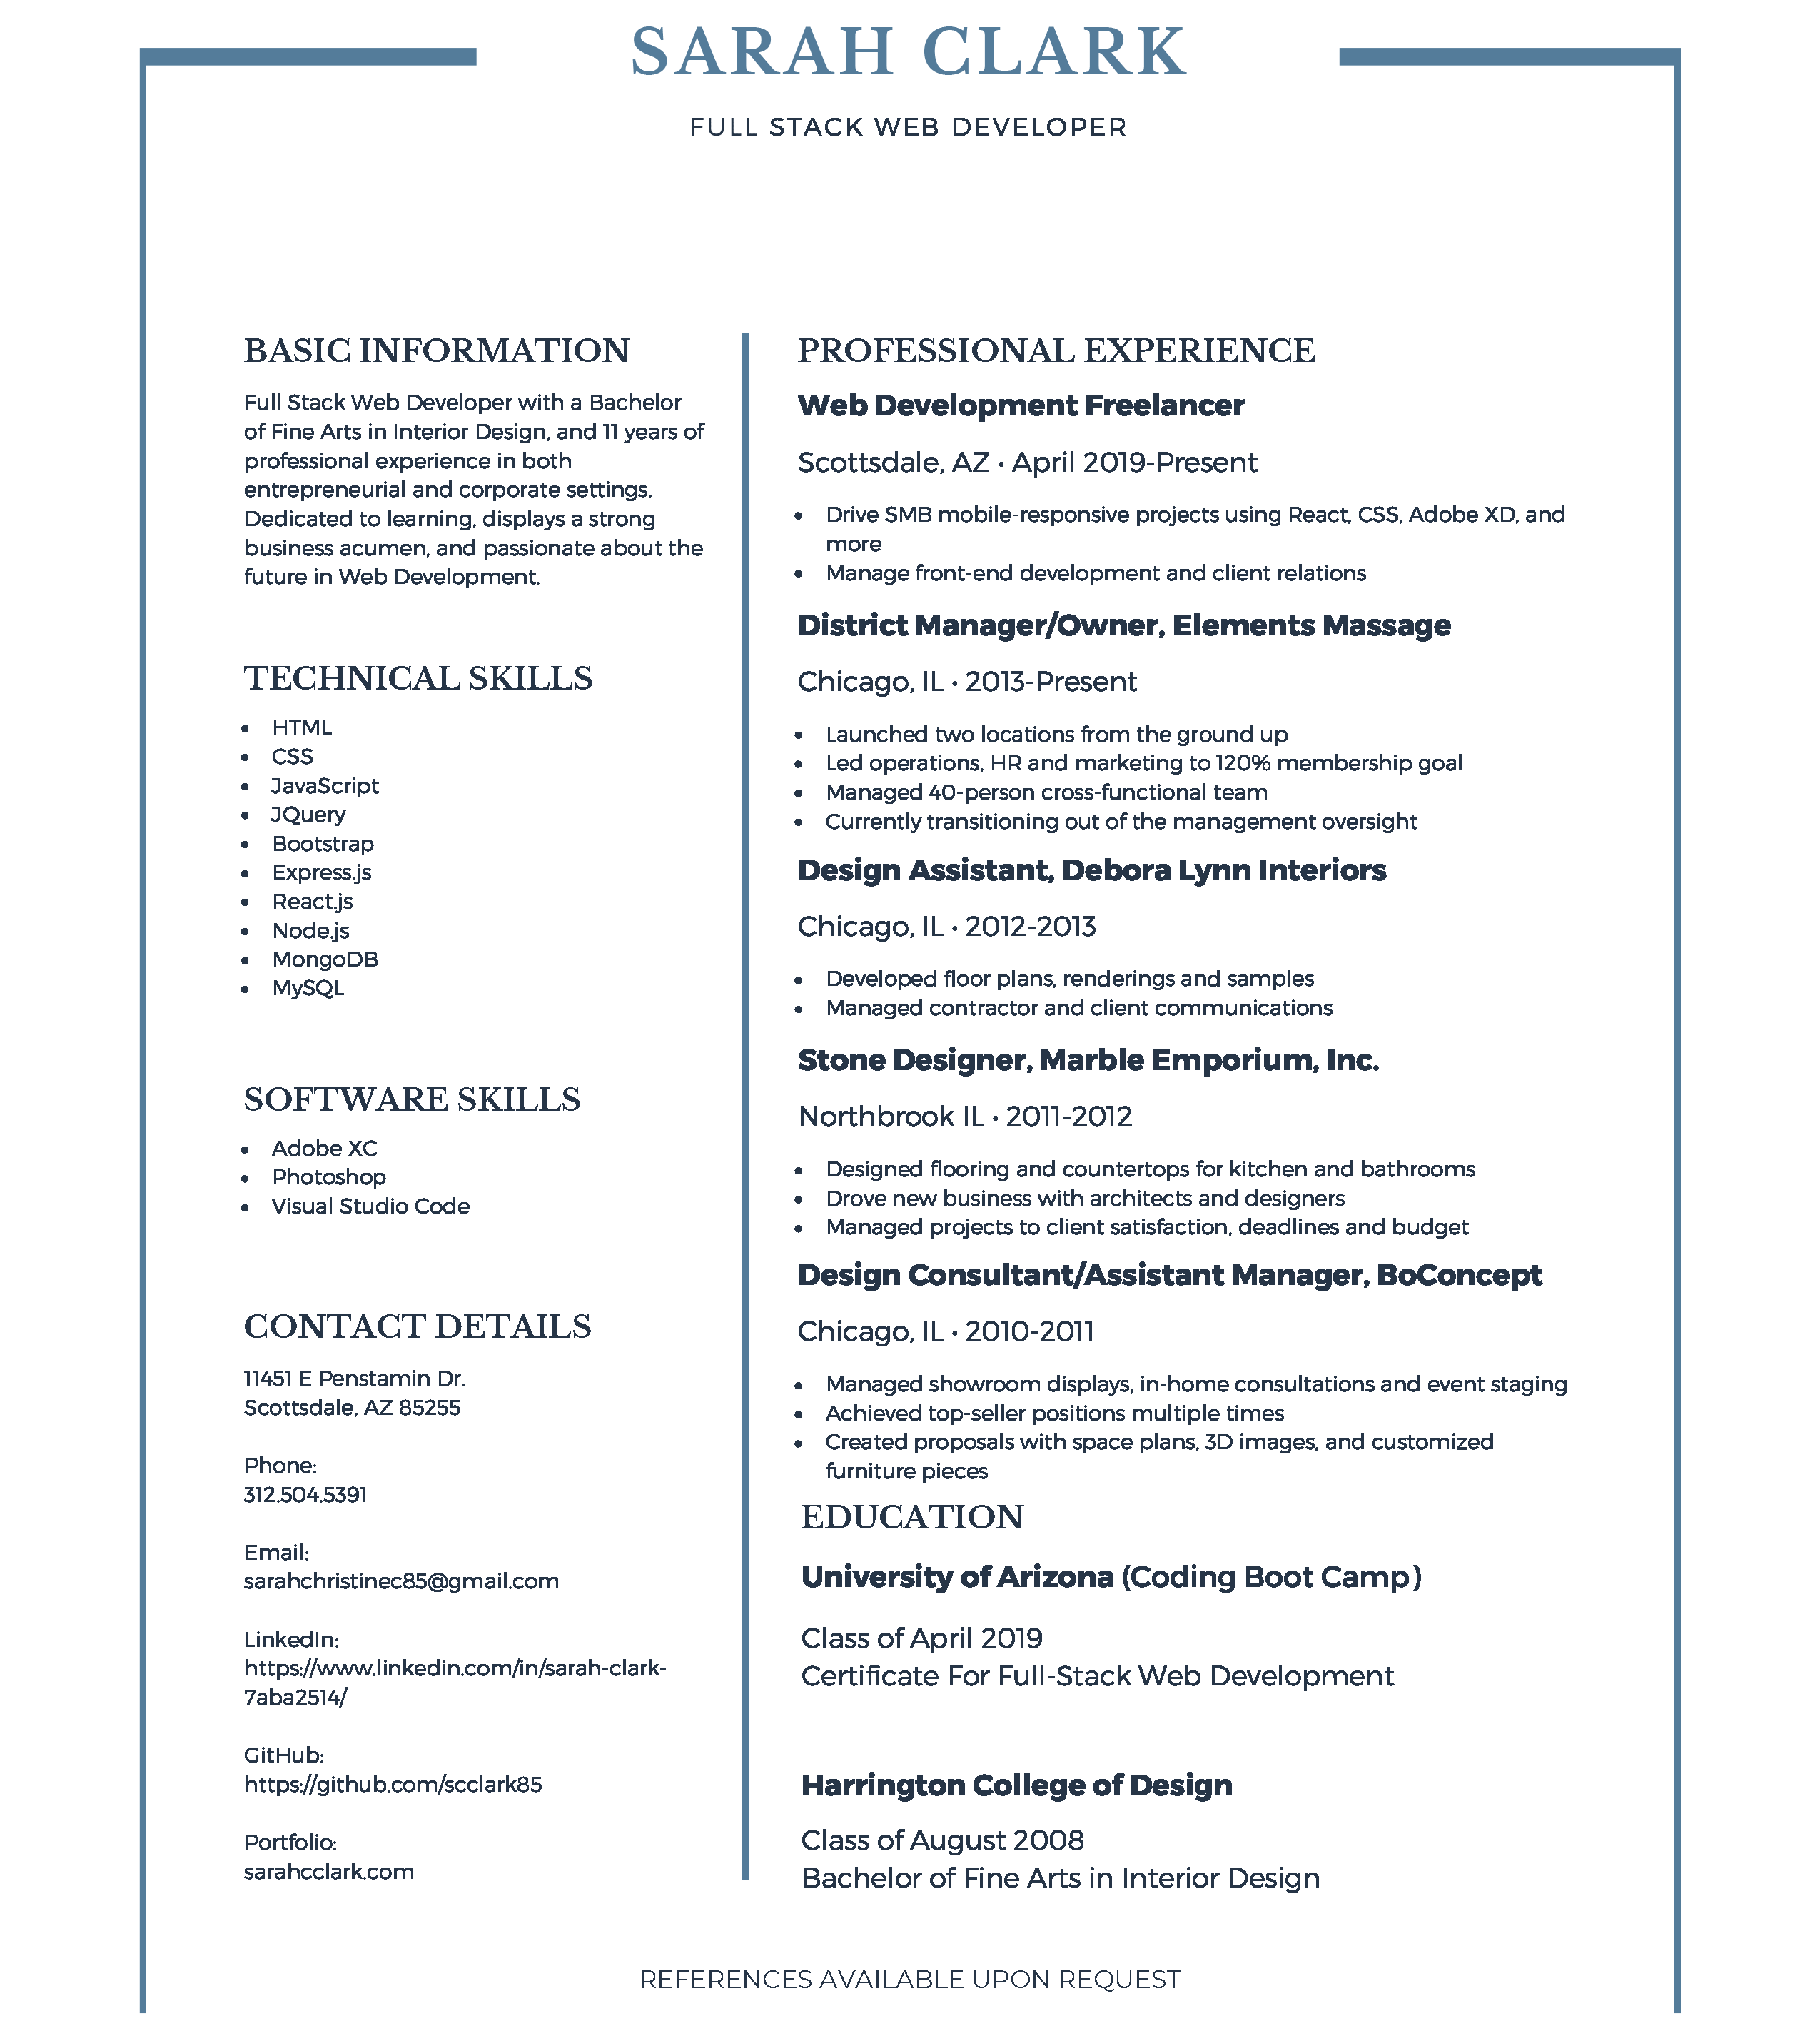 SARAH CLARK
FULL STACK WEB DEVELOPER
BASIC INFORMATION
Full Stack Web Developer with a Bachelor
of Fine Arts in Interior Design, and 11 years of
professional experience in both
entrepreneurial and corporate settings.
Dedicated to learning, displays a strong
business acumen, and passionate about the
future in Web Development.
TECHNICAL SKILLS
• HTML
• CSS
• JavaScript
• JQuery
• Bootstrap
• Express.js
• React.js
• Node.js
• MongoDB
• MySQL
SOFTWARE SKILLS
• Adobe XC
• Photoshop
• Visual Studio Code
CONTACT DETAILS
11451 E Penstamin Dr.
Scottsdale, AZ 85255
Phone:
312.504.5391
Email:
sarahchristinec85@gmail.com
LinkedIn:
https://www.linkedin.com/in/sarah-clark-
7aba2514/
GitHub:
https://github.com/scclark85
Portfolio:
sarahcclark.com
PROFESSIONAL EXPERIENCE
Web Development Freelancer
Scottsdale, AZ • April 2019-Present
• Drive SMB mobile-responsive projects using React, CSS, Adobe XD, and
more
• Manage front-end development and client relations
District Manager/Owner, Elements Massage
Chicago, IL • 2013-Present
• Launched two locations from the ground up
• Led operations, HR and marketing to 120% membership goal
• Managed 40-person cross-functional team
• Currently transitioning out of the management oversight
Design Assistant, Debora Lynn Interiors
Chicago, IL • 2012-2013
• Developed floor plans, renderings and samples
• Managed contractor and client communications
Stone Designer, Marble Emporium, Inc.
Northbrook IL • 2011-2012
• Designed flooring and countertops for kitchen and bathrooms
• Drove new business with architects and designers
• Managed projects to client satisfaction, deadlines and budget
Design Consultant/Assistant Manager, BoConcept
Chicago, IL • 2010-2011
• Managed showroom displays, in-home consultations and event staging
• Achieved top-seller positions multiple times
• Created proposals with space plans, 3D images, and customized
furniture pieces
EDUCATION
University of Arizona (Coding Boot Camp)
Class of April 2019
Certificate For Full-Stack Web Development
Harrington College of Design
Class of August 2008
Bachelor of Fine Arts in Interior Design
REFERENCES AVAILABLE UPON REQUEST